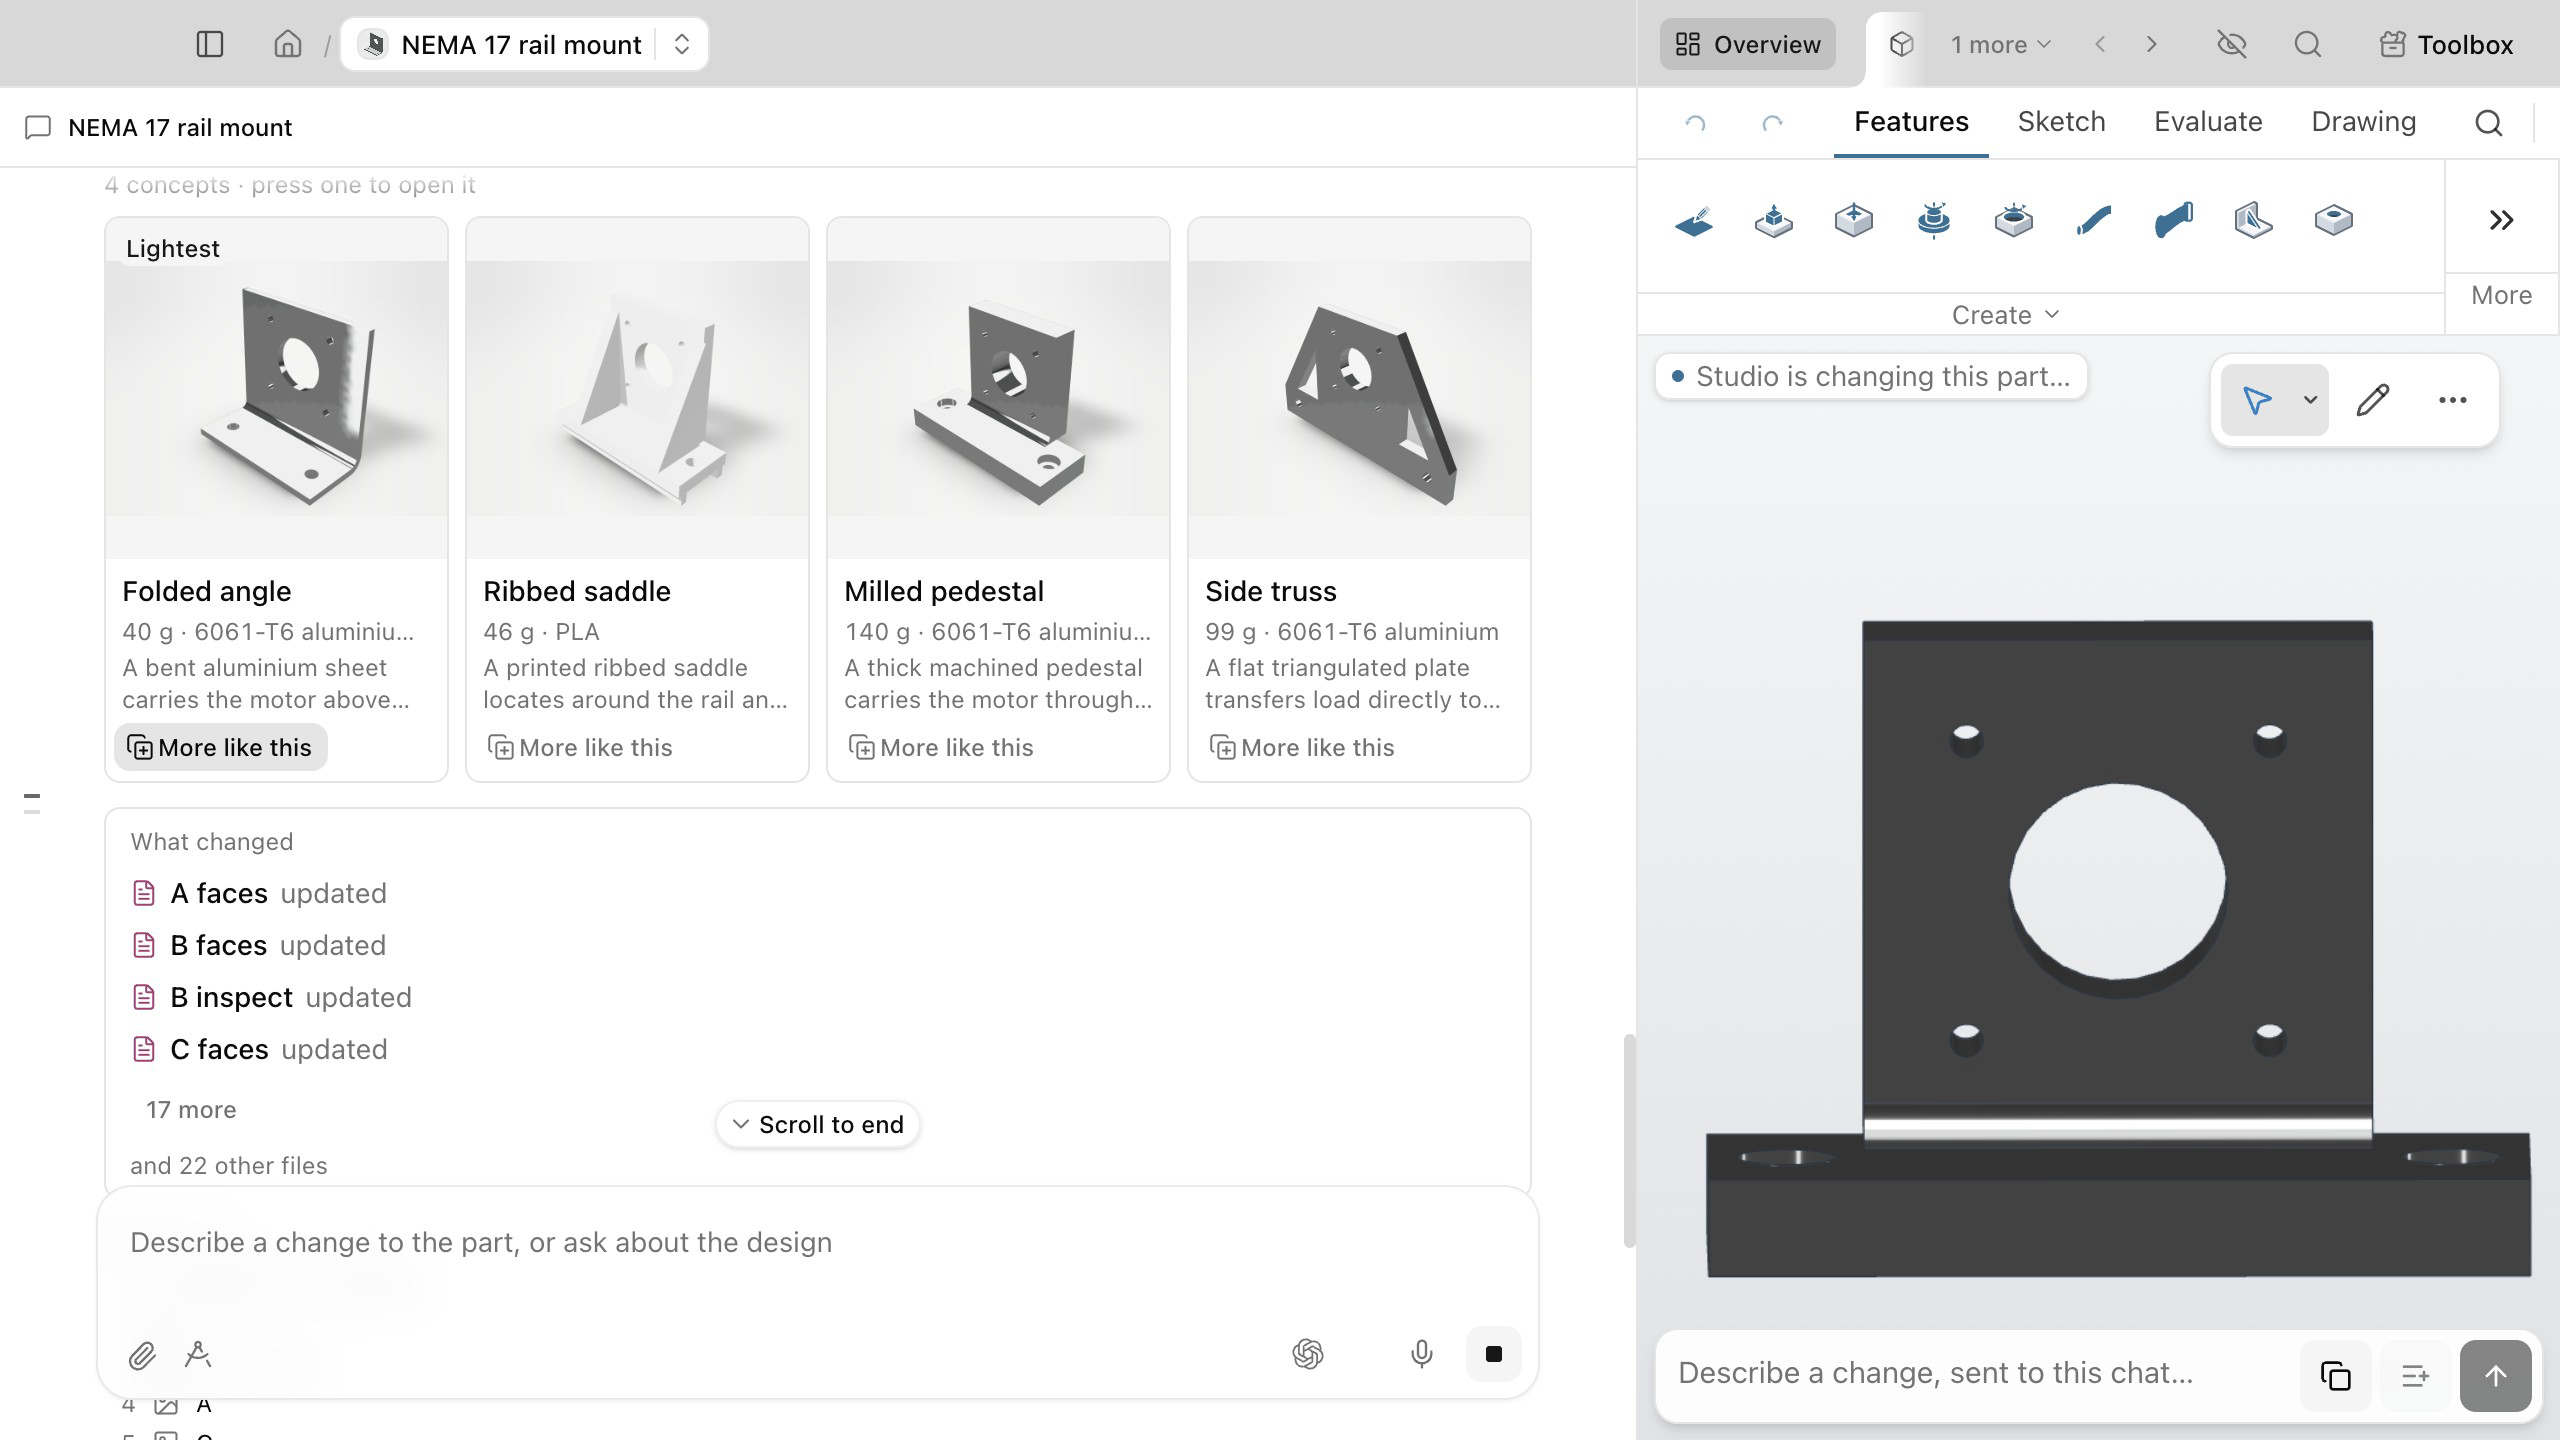 / NEMA 17 rail mount
Overview
1 more
Toolbox
NEMA 17 rail mount
Features
Sketch
Evaluate
Drawing
4 concepts · press one to open it
Lightest
Folded angle
40 g · 6061-T6 aluminiu...
A bent aluminium sheet
carries the motor above...
More like this
Ribbed saddle
46 g · PLA
A printed ribbed saddle
locates around the rail an...
More like this
Milled pedestal
140 g · 6061-T6 aluminiu...
A thick machined pedestal
carries the motor through...
More like this
Side truss
99 g · 6061-T6 aluminium
A flat triangulated plate
transfers load directly to...
More like this
What changed
A faces updated
B faces updated
B inspect updated
C faces updated
17 more
and 22 other files
Scroll to end
Describe a change to the part, or ask about the design
4 A
Create
More
Studio is changing this part...
Describe a change, sent to this chat...